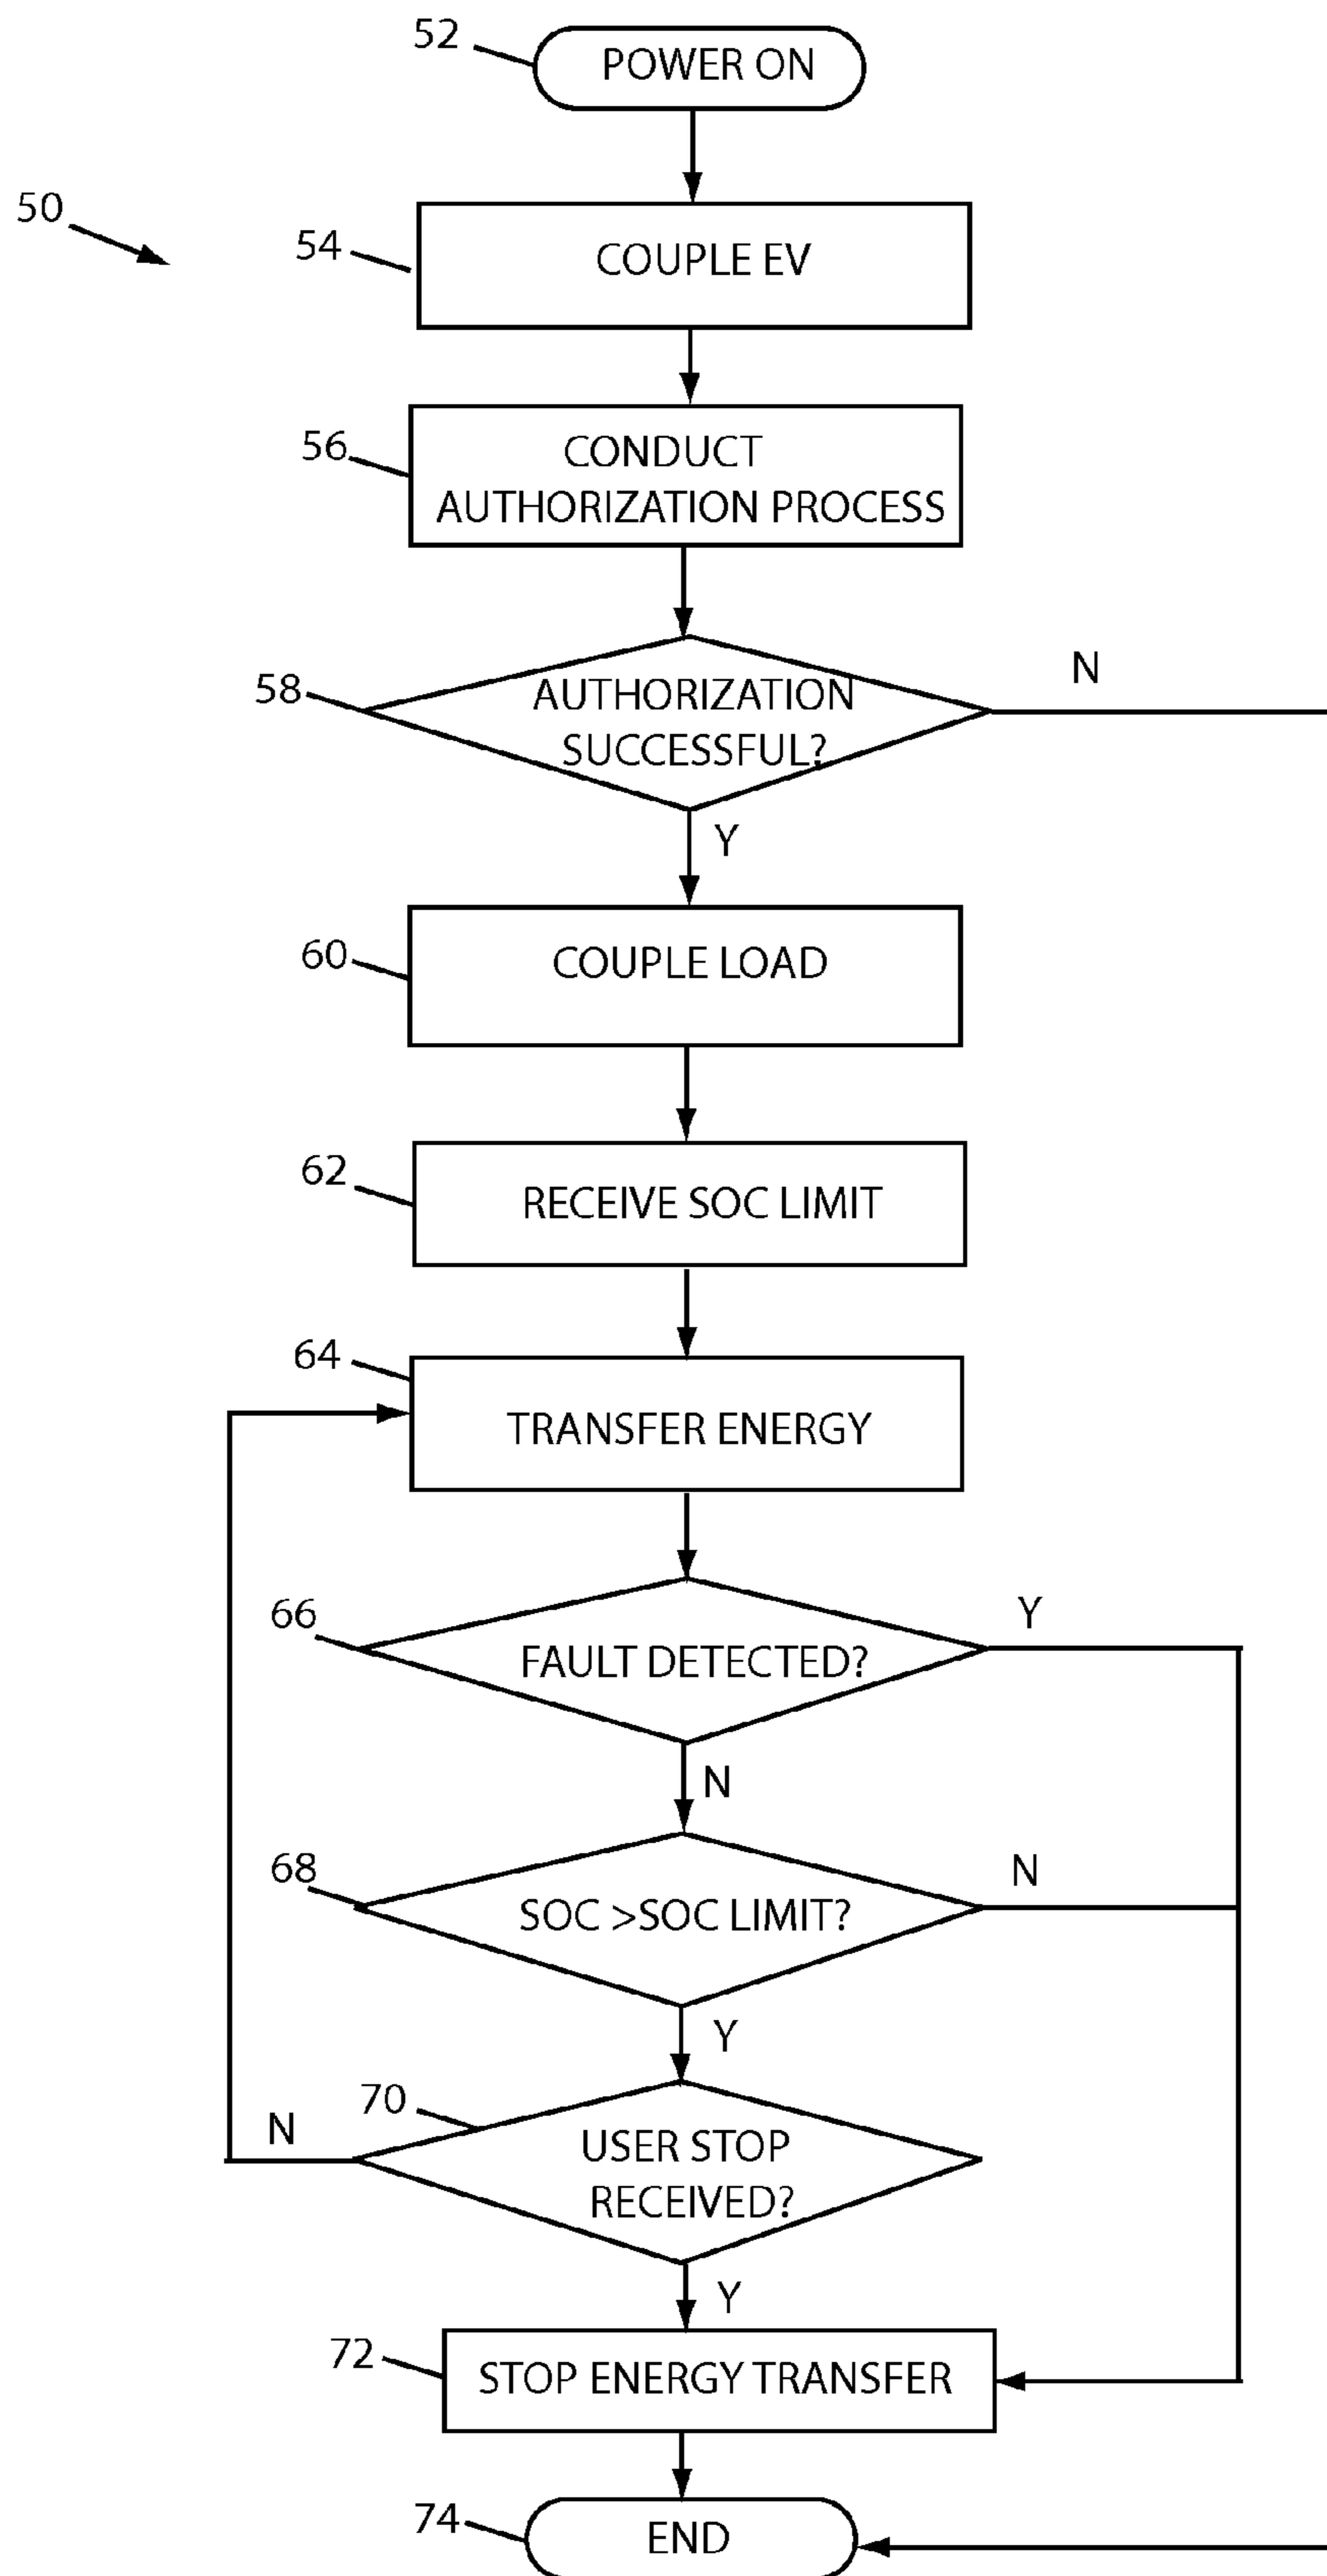 52
POWER ON
50
54
COUPLE EV
56
CONDUCT
AUTHORIZATION PROCESS
58
AUTHORIZATION
SUCCESSFUL?
N
Y
60
COUPLE LOAD
62
RECEIVE SOC LIMIT
64
TRANSFER ENERGY
66
FAULT DETECTED?
Y
N
68
SOC >SOC LIMIT?
N
Y
70
USER STOP
RECEIVED?
N
Y
72
STOP ENERGY TRANSFER
74
END